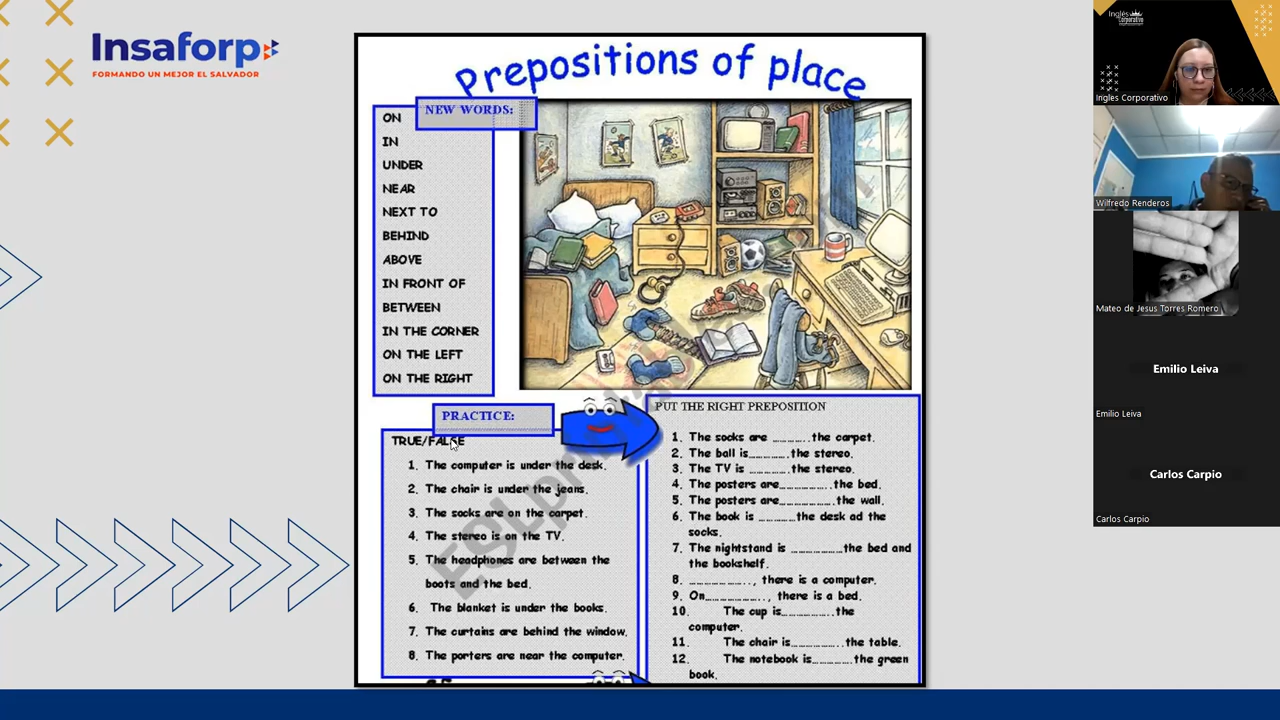 Insaforp
FORMANDO UN MEJOR EL SALVADOR
Prepositions of place
NEW WORDS:
ON
IN
UNDER
NEAR
NEXT TO
BEHIND
ABOVE
IN FRONT OF
BETWEEN
IN THE CORNER
ON THE LEFT
ON THE RIGHT
PRACTICE:
TRUE/FALSE
1. The computer is under the desk.
2. The chair is under the jeans.
3. The socks are on the carpet.
4. The stereo is on the TV.
5. The headphones are between the
boots and the bed.
6. The blanket is under the books.
7. The curtains are behind the window.
8. The porters are near the computer.
PUT THE RIGHT PREPOSITION
1. The socks are ………..the carpet.
2. The ball is…………the stereo.
3. The TV is …………the stereo.
4. The posters are…………..the bed.
5. The posters are……………….the wall.
6. The book is …………the desk ad the
socks.
7. The nightstand is ……………..the bed and
the bookshelf.
8. ……………….., there is a computer.
9. On……………….., there is a bed.
10. The cup is……………..the
computer.
11. The chair is……………..the table.
12. The notebook is………….the green
book.
Inglés
Corporativo
Ingles Corporativo
Wilfredo Renderos
Mateo de Jesus Torres Romero
Emilio Leiva
Emilio Leiva
Carlos Carpio
Carlos Carpio